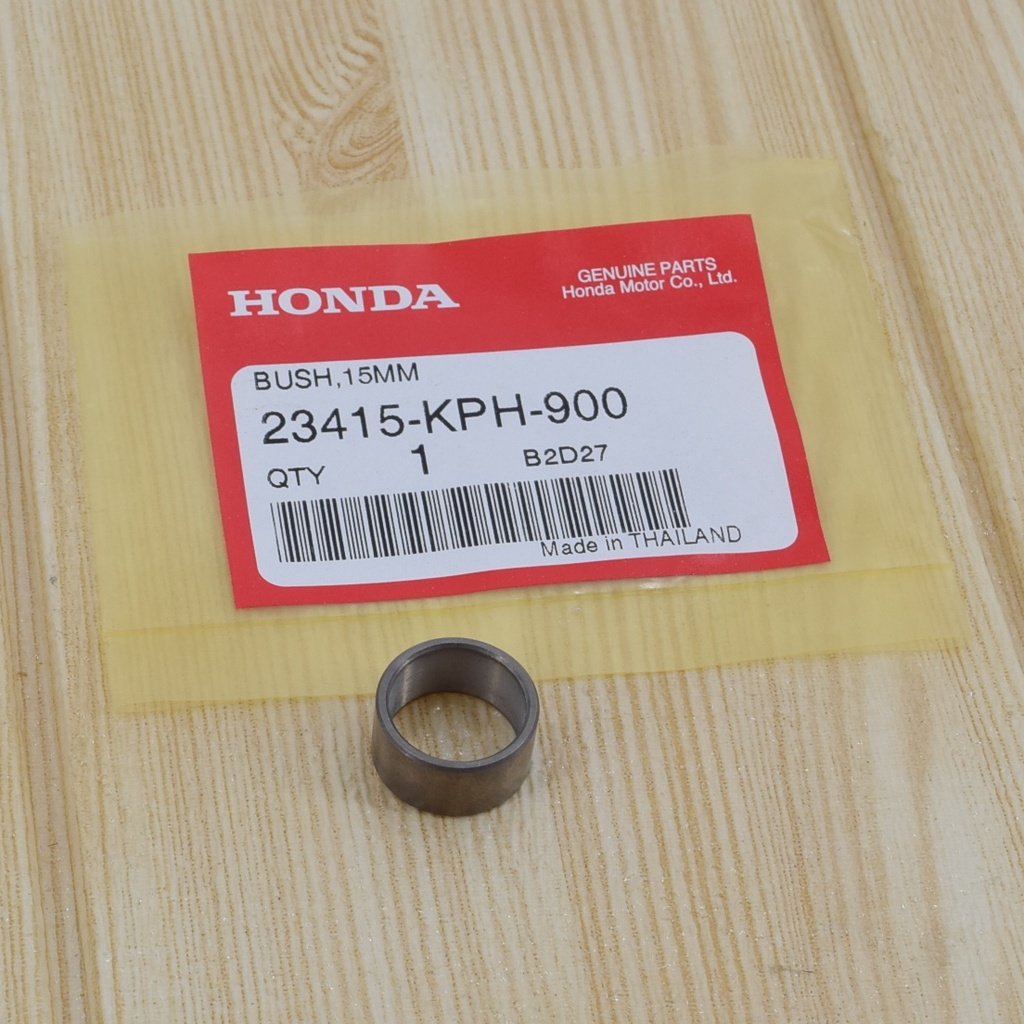 HONDA
GENUINE PARTS
Honda Motor Co., Ltd.
BUSH,15MM
23415-KPH-900
QTY 1 B2D27
Made in THAILAND